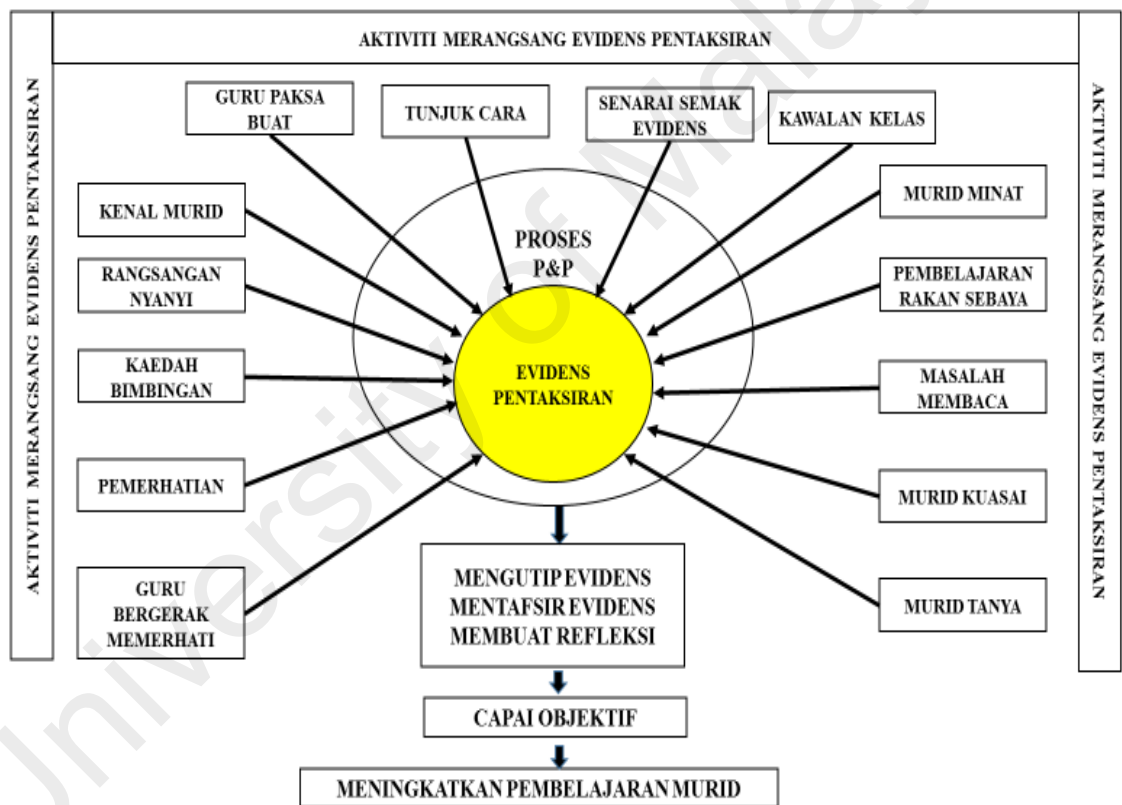 AKTIVITI MERANGSANG EVIDENS PENTAKSIRAN
AKTIVITI MERANGSANG EVIDENS PENTAKSIRAN
AKTIVITI MERANGSANG EVIDENS PENTAKSIRAN
GURU PAKSA
BUAT
TUNJUK CARA
SENARAI SEMAK
EVIDENS
KAWALAN KELAS
KENAL MURID
RANGSANGAN
NYANYI
KAEDAH
BIMBINGAN
PEMERHATIAN
GURU
BERGERAK
MEMERHATI
PROSES
P&P
EVIDENS
PENTAKSIRAN
MURID MINAT
PEMBELAJARAN
RAKAN SEBAYA
MASALAH
MEMBACA
MURID KUASAI
MURID TANYA
MENGUTIP EVIDENS
MENTAFSIR EVIDENS
MEMBUAT REFLEKSI
CAPAI OBJEKTIF
MENINGKATKAN PEMBELAJARAN MURID
University of Mala